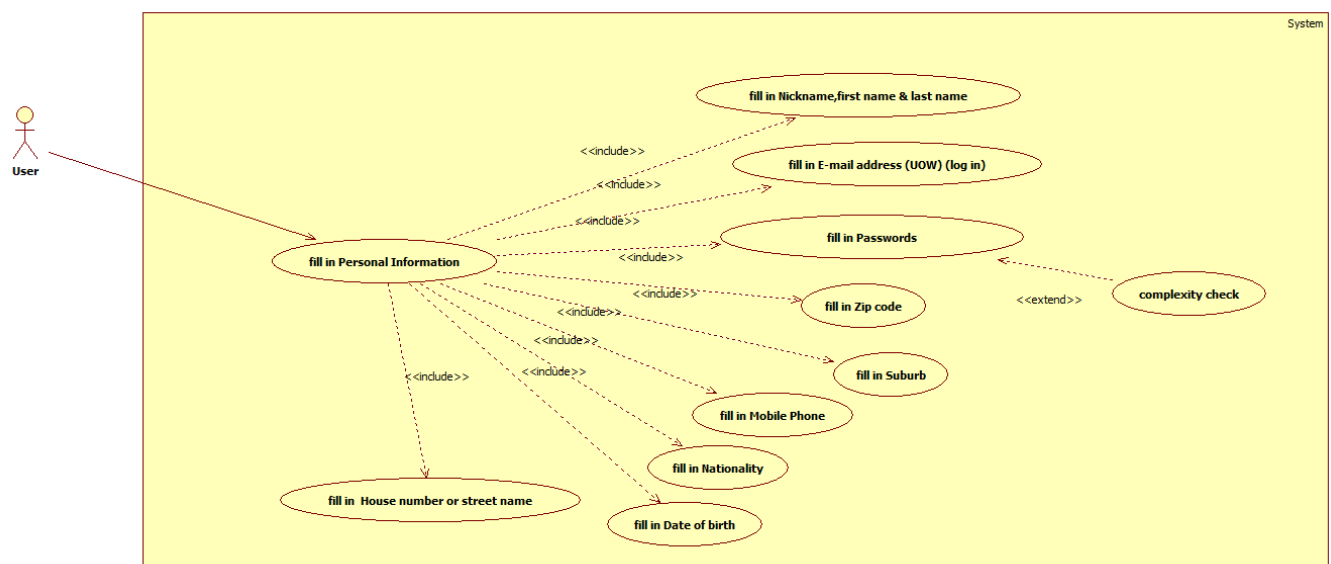 System
fill in Nickname,first name & last name
<<include>>
fill in E-mail address (UOW) (log in)
User
<<include>>
<<include>>
fill in Passwords
<<include>>
fill in Personal Information
<<include>>
complexity check
<<extend>>
fill in Zip code
<<include>>
<<include>>
fill in Suburb
<<include>>
<<include>>
fill in Mobile Phone
fill in Nationality
fill in  House number or street name
fill in Date of birth